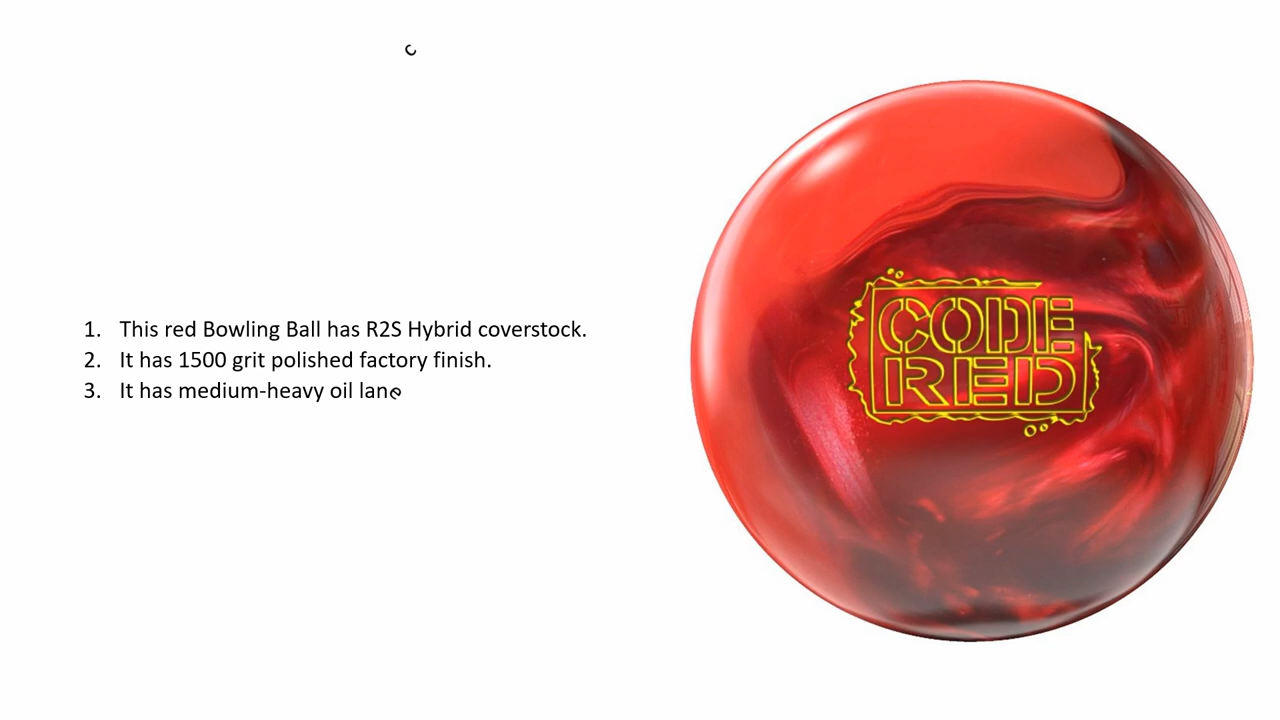 c
1. This red Bowling Ball has R2S Hybrid coverstock.
2. It has 1500 grit polished factory finish.
3. It has medium-heavy oil lane
CODE
RED